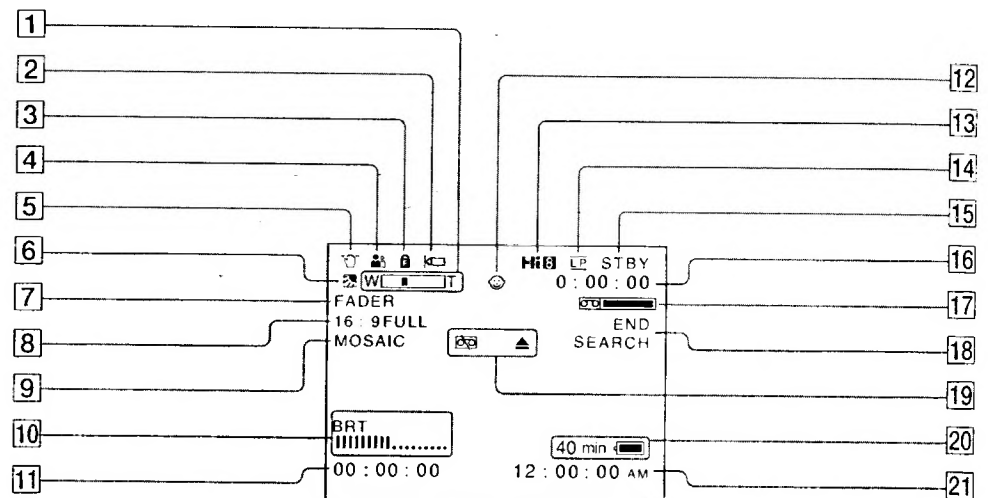 1
2
3
4
5
6
7
8
9
10
11
12
13
14
15
16
17
18
19
20
21
Hi8 LP STBY
W T 0 : 00 : 00
FADER
16 : 9FULL
END
MOSAIC SEARCH
BRT
40 min
00 : 00 : 00 12 : 00 : 00 AM